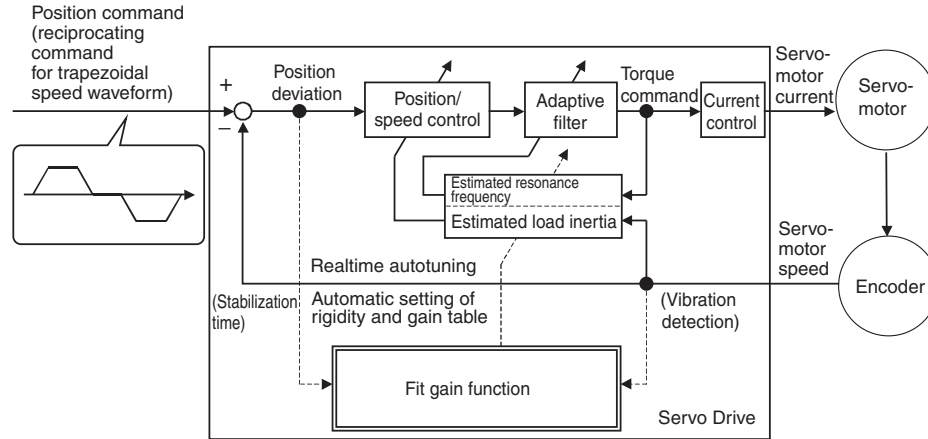 Position command
(reciprocating
command
for trapezoidal
speed waveform)
+
−
Position
deviation
Position/
speed control
Adaptive
filter
Torque
command
Current
control
Servo-
motor
current
Servo-
motor
Estimated resonance
frequency
Estimated load inertia
Servo-
motor
speed
Encoder
Realtime autotuning
(Stabilization
time)
Automatic setting of
rigidity and gain table
(Vibration
detection)
Fit gain function
Servo Drive